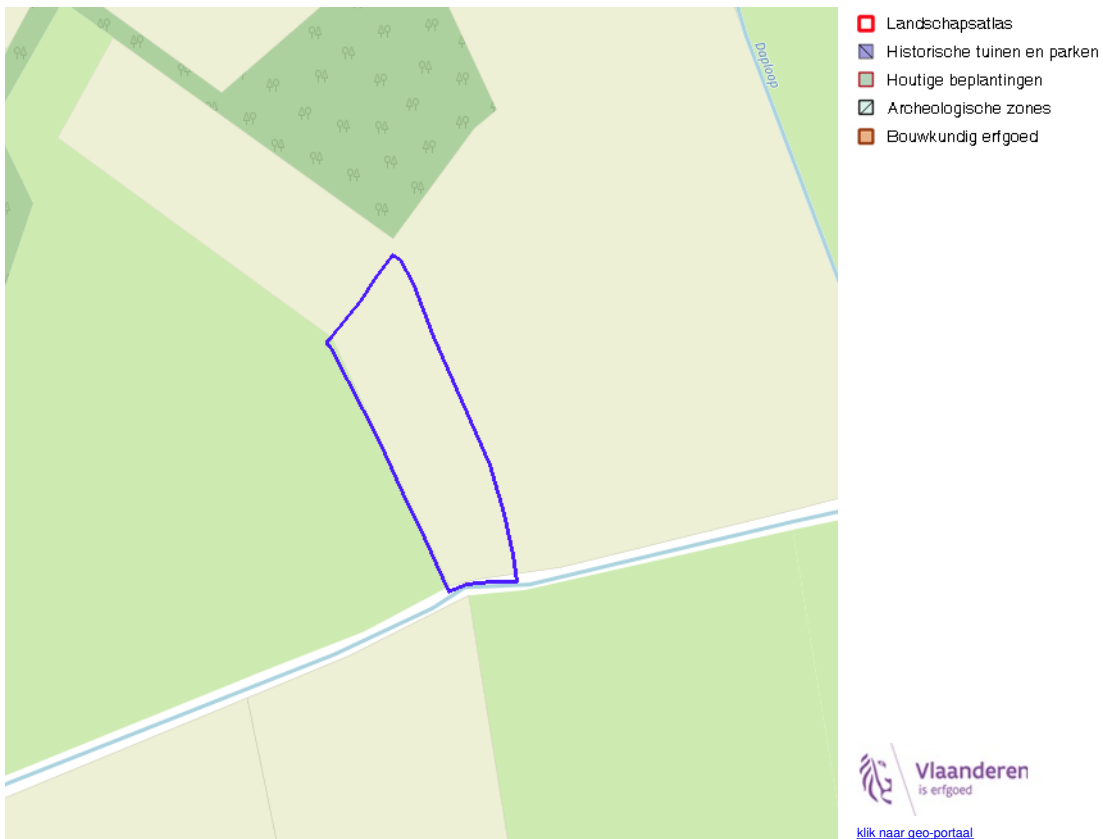 Daploop
Landschapsatlas
Historische tuinen en parken
Houtige beplantingen
Archeologische zones
Bouwkundig erfgoed
Vlaanderen
is erfgoed
klik naar geo-portaal